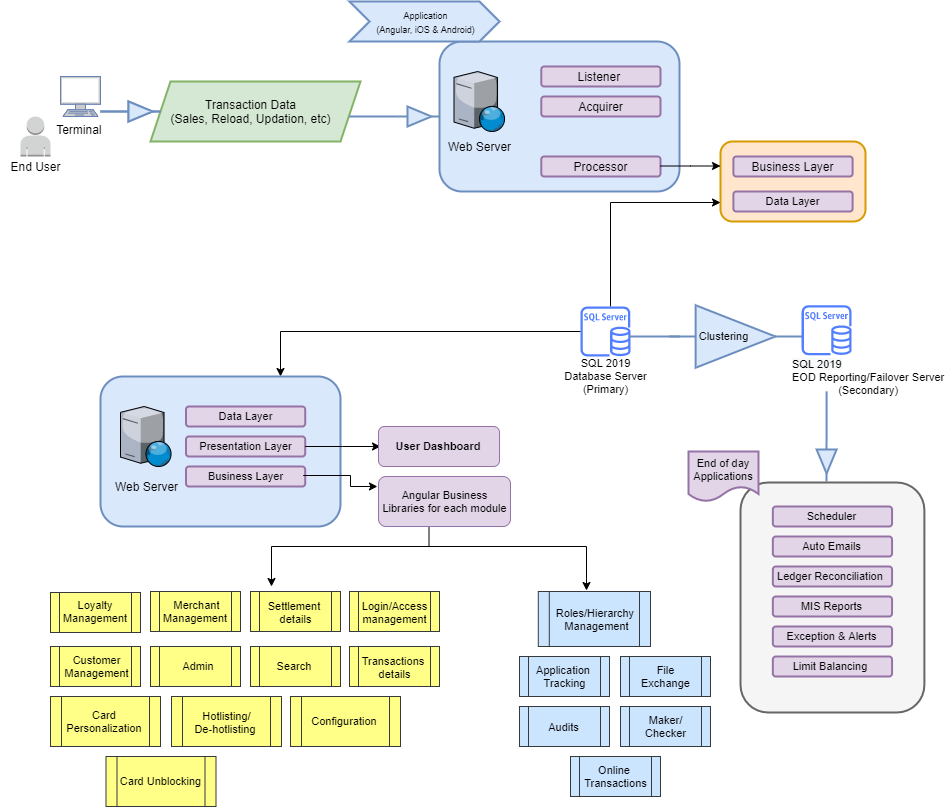 Application
(Angular, iOS & Android)
Listener
Acquirer
Processor
Web Server
Transaction Data
(Sales, Reload, Updation, etc)
Terminal
End User
Business Layer
Data Layer
SQL Server
SQL 2019
Database Server
(Primary)
Clustering
SQL Server
SQL 2019
EOD Reporting/Failover Server
(Secondary)
Data Layer
Presentation Layer
Business Layer
Web Server
User Dashboard
Angular Business
Libraries for each module
End of day
Applications
Scheduler
Auto Emails
Ledger Reconciliation
MIS Reports
Exception & Alerts
Limit Balancing
Loyalty
Management
Merchant
Management
Settlement
details
Login/Access
management
Customer
Management
Admin
Search
Transactions
details
Card
Personalization
Hotlisting/
De-hotlisting
Configuration
Card Unblocking
Roles/Hierarchy
Management
Application
Tracking
File
Exchange
Audits
Maker/
Checker
Online
Transactions